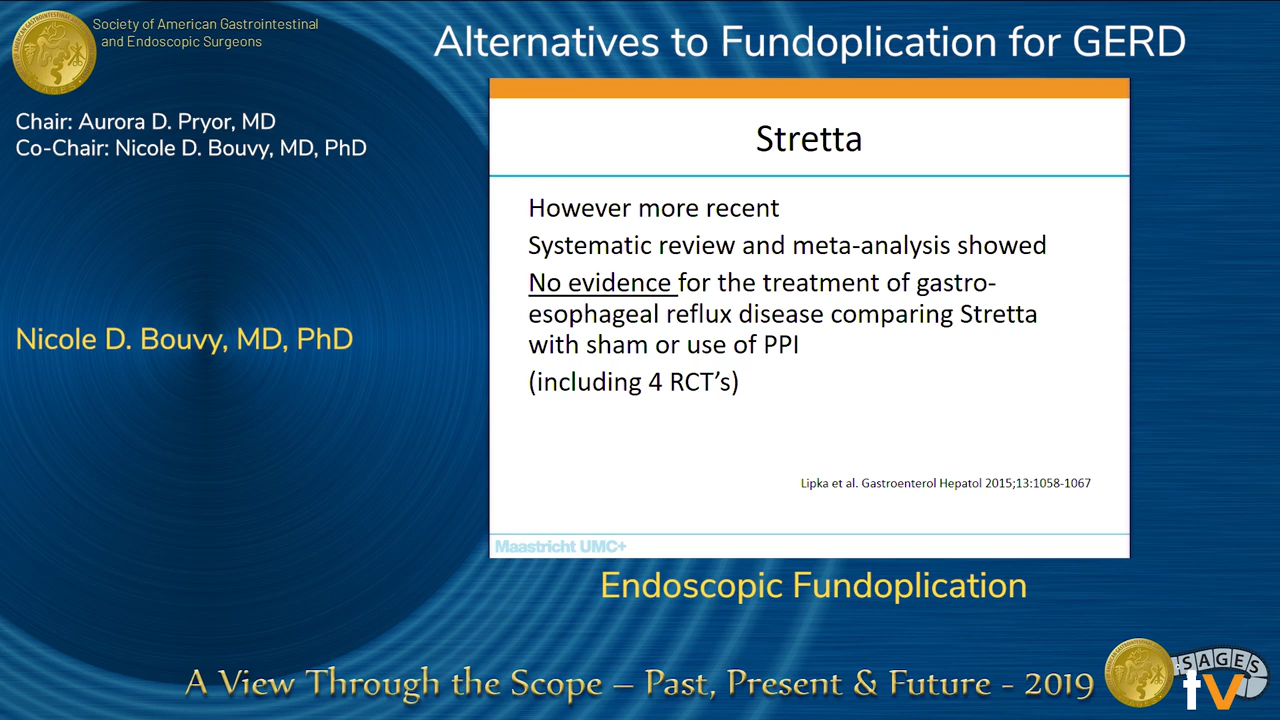 Society of American Gastrointestinal
and Endoscopic Surgeons
Alternatives to Fundoplication for GERD
Chair: Aurora D. Pryor, MD
Co-Chair: Nicole D. Bouvy, MD, PhD
Nicole D. Bouvy, MD, PhD
Stretta
However more recent
Systematic review and meta-analysis showed
No evidence for the treatment of gastro-
esophageal reflux disease comparing Stretta
with sham or use of PPI
(including 4 RCT's)
Lipka et al. Gastroenterol Hepatol 2015;13:1058-1067
Maastricht UMC+
Endoscopic Fundoplication
A View Through the Scope – Past, Present & Future - 2019
SAGES
tv